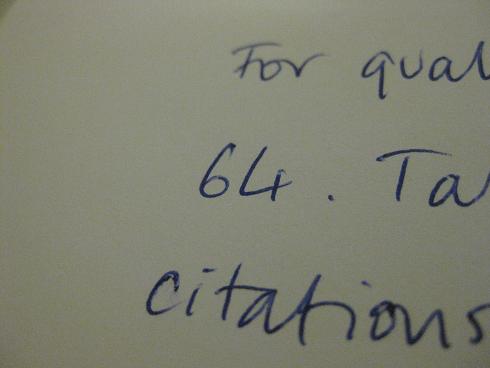 For qual
64. Ta
citations